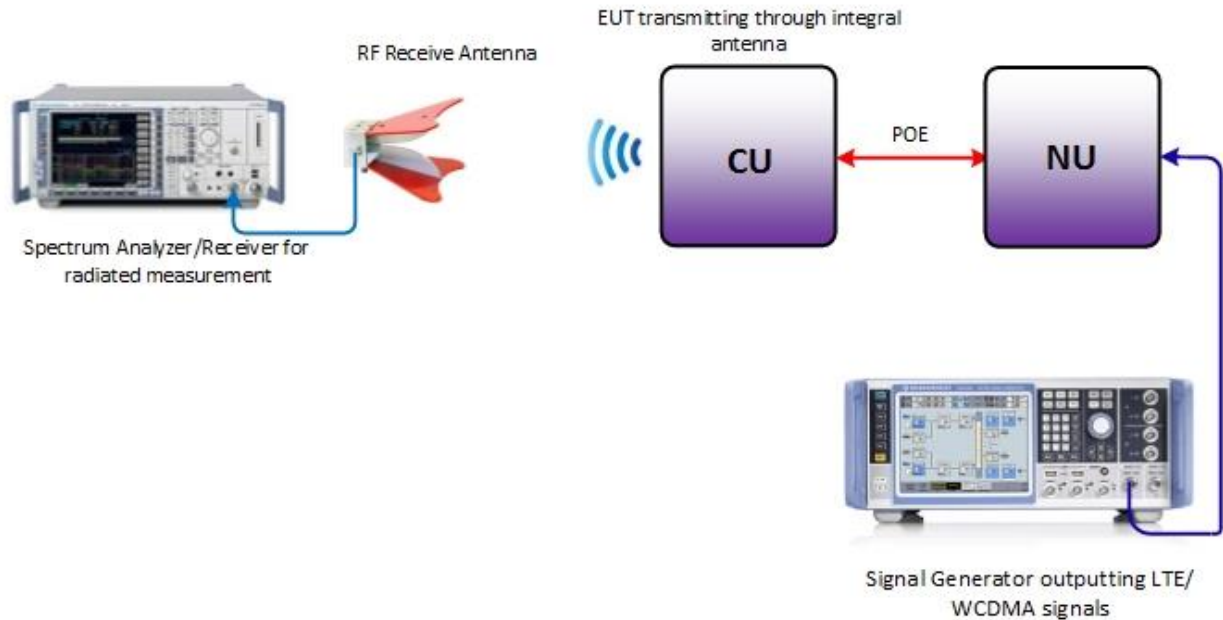 EUT transmitting through integral
antenna
RF Receive Antenna
CU
POE
NU
Spectrum Analyzer/Receiver for
radiated measurement
Signal Generator outputting LTE/
WCDMA signals